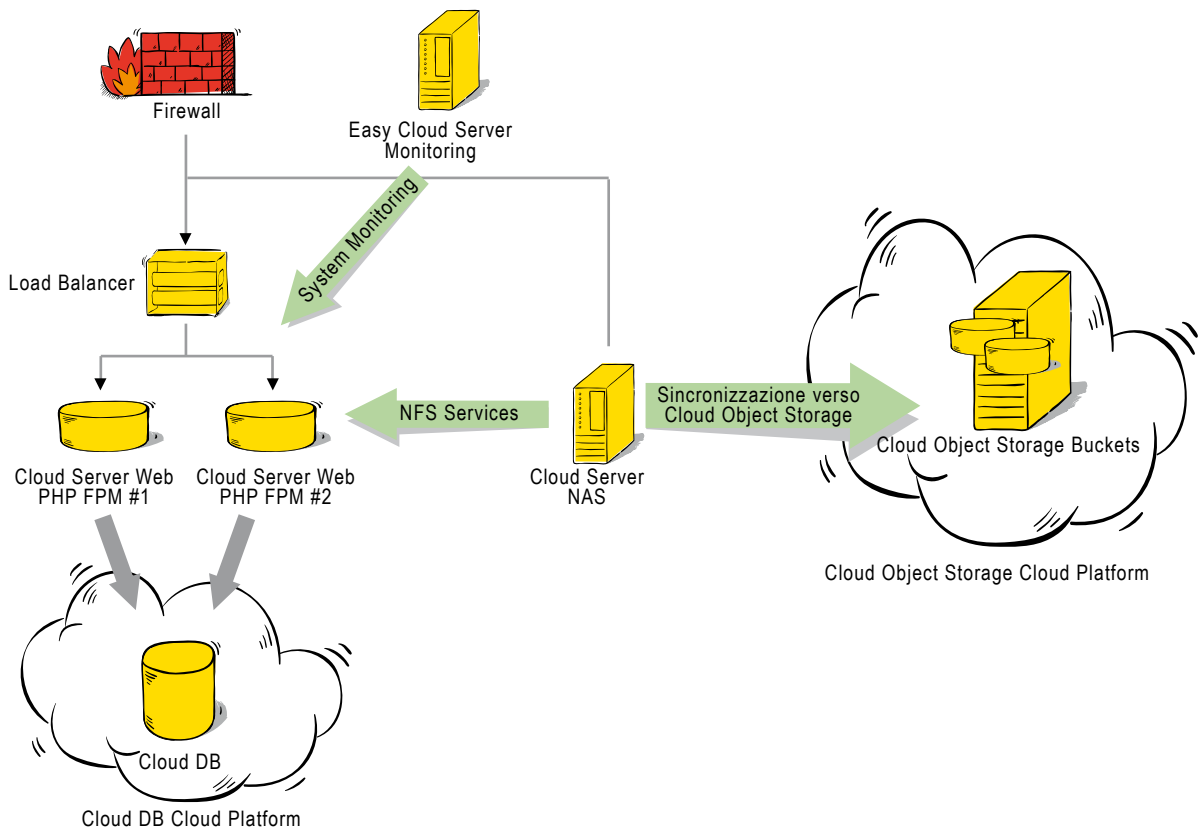 Firewall
Easy Cloud Server
Monitoring
System Monitoring
Load Balancer
NFS Services
Sincronizzazione verso
Cloud Object Storage
Cloud Object Storage Buckets
Cloud Server Web
PHP FPM #1
Cloud Server Web
PHP FPM #2
Cloud Server
NAS
Cloud Object Storage Cloud Platform
Cloud DB
Cloud DB Cloud Platform